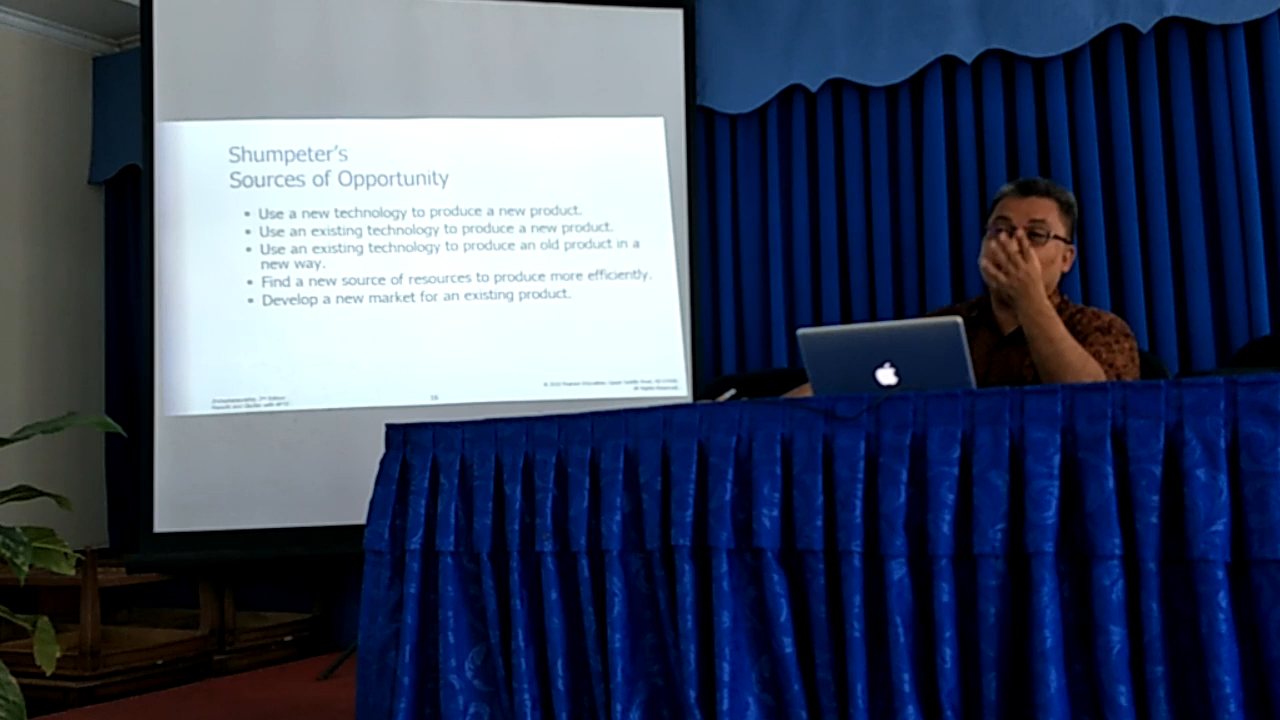 Shumpeter's
Sources of Opportunity
• Use a new technology to produce a new product.
• Use an existing technology to produce a new product.
• Use an existing technology to produce an old product in a
new way.
• Find a new source of resources to produce more efficiently.
• Develop a new market for an existing product.